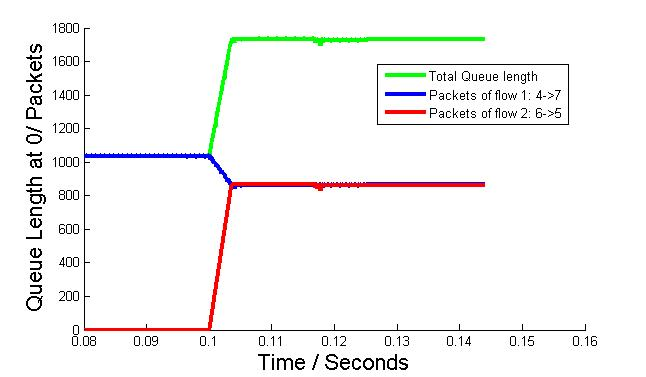 1800
1600
1400
1200
1000
800
600
400
200
0
Queue Length at 0/ Packets
Total Queue length
Packets of flow 1: 4->7
Packets of flow 2: 6->5
0.08 0.09 0.1 0.11 0.12 0.13 0.14 0.15 0.16
Time / Seconds